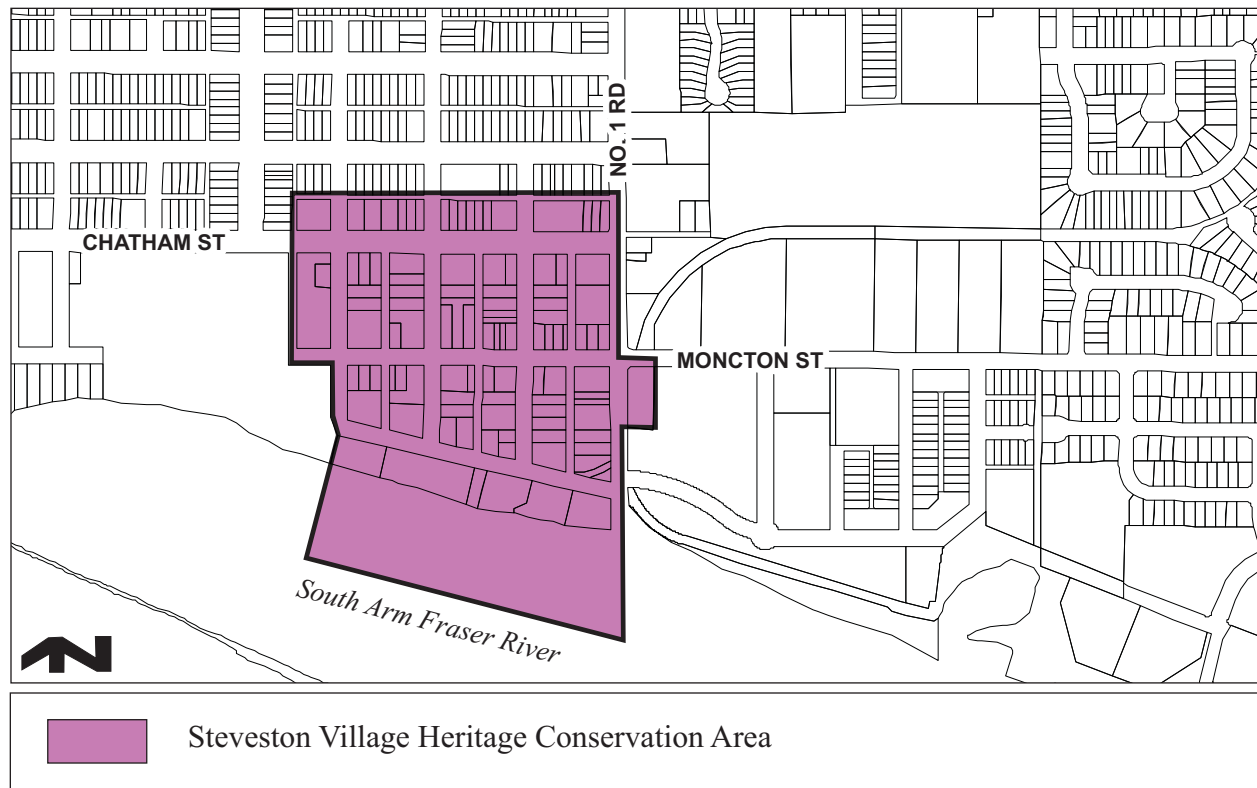 NO. 1 RD
CHATHAM ST
MONCTON ST
South Arm Fraser River
N
Steveston Village Heritage Conservation Area